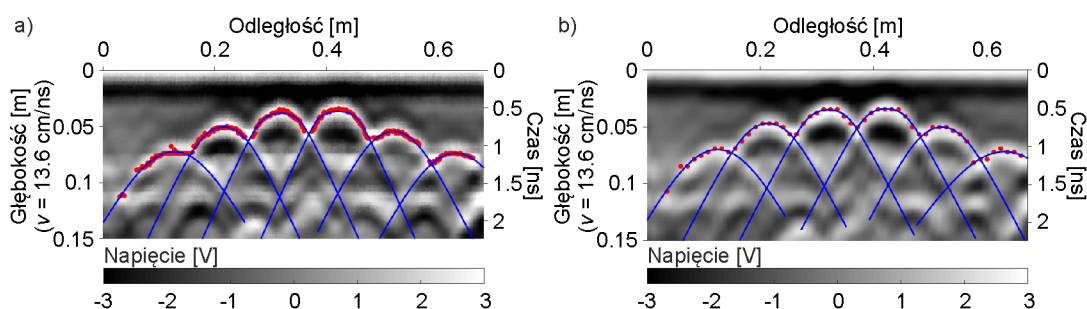 a)
Odległość [m]
0 0.2 0.4 0.6
Głębokość [m]
(v = 13.6 cm/ns)
0
0.05
0.1
0.15
0
0.5
1
1.5
2
Czas [ns]
Napięcie [V]
-3 -2 -1 0 1 2 3
b)
Odległość [m]
0 0.2 0.4 0.6
Głębokość [m]
(v = 13.6 cm/ns)
0
0.05
0.1
0.15
0
0.5
1
1.5
2
Czas [ns]
Napięcie [V]
-3 -2 -1 0 1 2 3